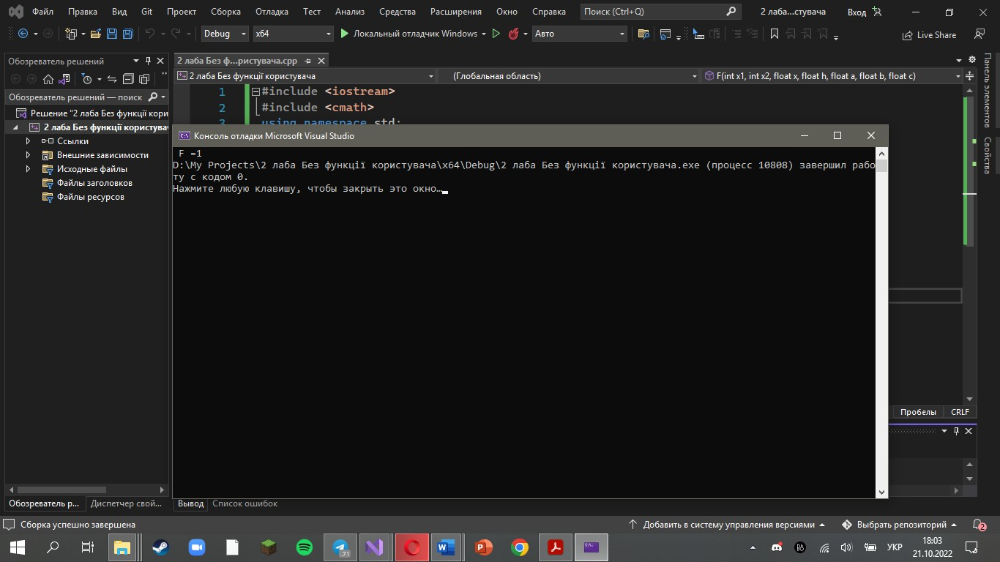 Файл Правка Вид Git Проект Сборка Отладка Тест Анализ Средства Расширения Окно Справка Поиск (Ctrl+Q) 2 лаба...стувача Вход
Debug x64 Локальный отладчик Windows Авто Live Share
Обозреватель решений
2 лаба Без ф...ристувача.cpp
2 лаба Без функції користувача (Глобальная область) F(int x1, int x2, float x, float h, float a, float b, float c)
Обозреватель решений — поиск
Решение "2 лаба Без функції кори
2 лаба Без функції користува
Ссылки
Внешние зависимости
Исходные файлы
Файлы заголовков
Файлы ресурсов
1 #include <iostream>
2 #include <cmath>
3 using namespace std;
Консоль отладки Microsoft Visual Studio
F =1
D:\My Projects\2 лаба Без функції користувача\x64\Debug\2 лаба Без функції користувача.exe (процесс 10808) завершил рабо
ту с кодом 0.
Нажмите любую клавишу, чтобы закрыть это окно…
Панель элементов
Свойства
Пробелы CRLF
Обозреватель р... Диспетчер свой... Вывод Список ошибок
Сборка успешно завершена Добавить в систему управления версиями Выбрать репозиторий 2
..71
УКР
18:03
21.10.2022